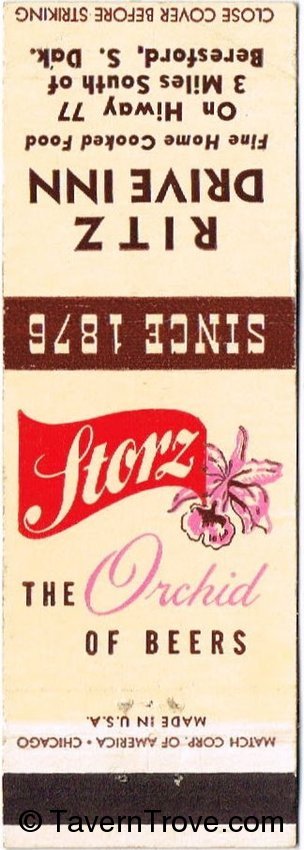 CLOSE COVER BEFORE STRIKING
RITZ
DRIVE INN
Fine Home Cooked Food
On Hiway 77
3 Miles South of
Beresford, S. Dak.
SINCE 1876
Storz
THE Orchid
OF BEERS
MADE IN U.S.A.
MATCH CORP. OF AMERICA • CHICAGO
© TavernTrove.com